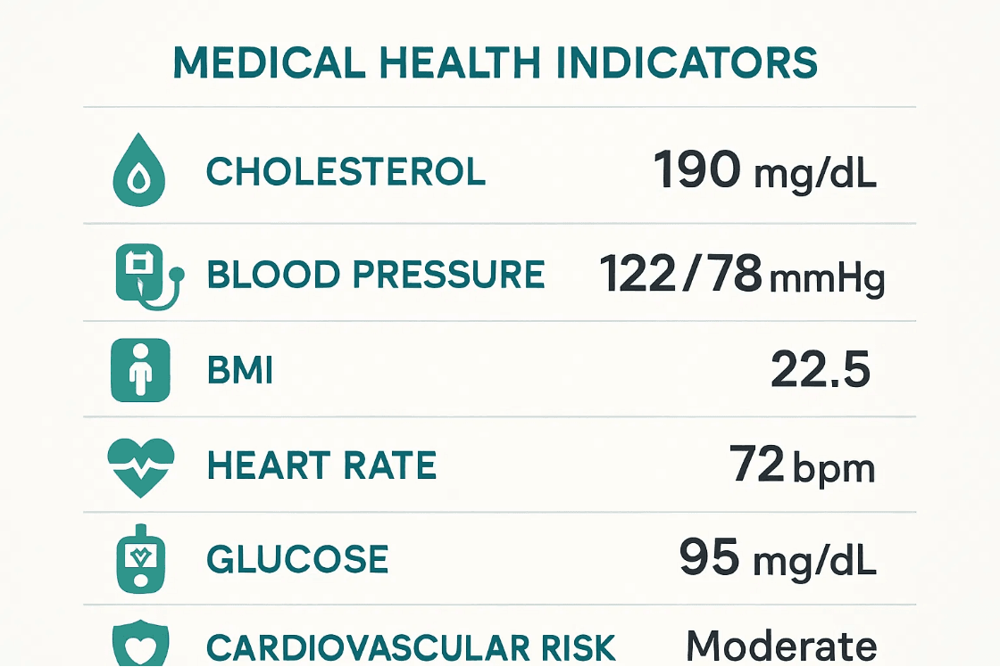 MEDICAL HEALTH INDICATORS
CHOLESTEROL 190 mg/dL
BLOOD PRESSURE 122/78 mmHg
BMI 22.5
HEART RATE 72 bpm
GLUCOSE 95 mg/dL
CARDIOVASCULAR RISK Moderate